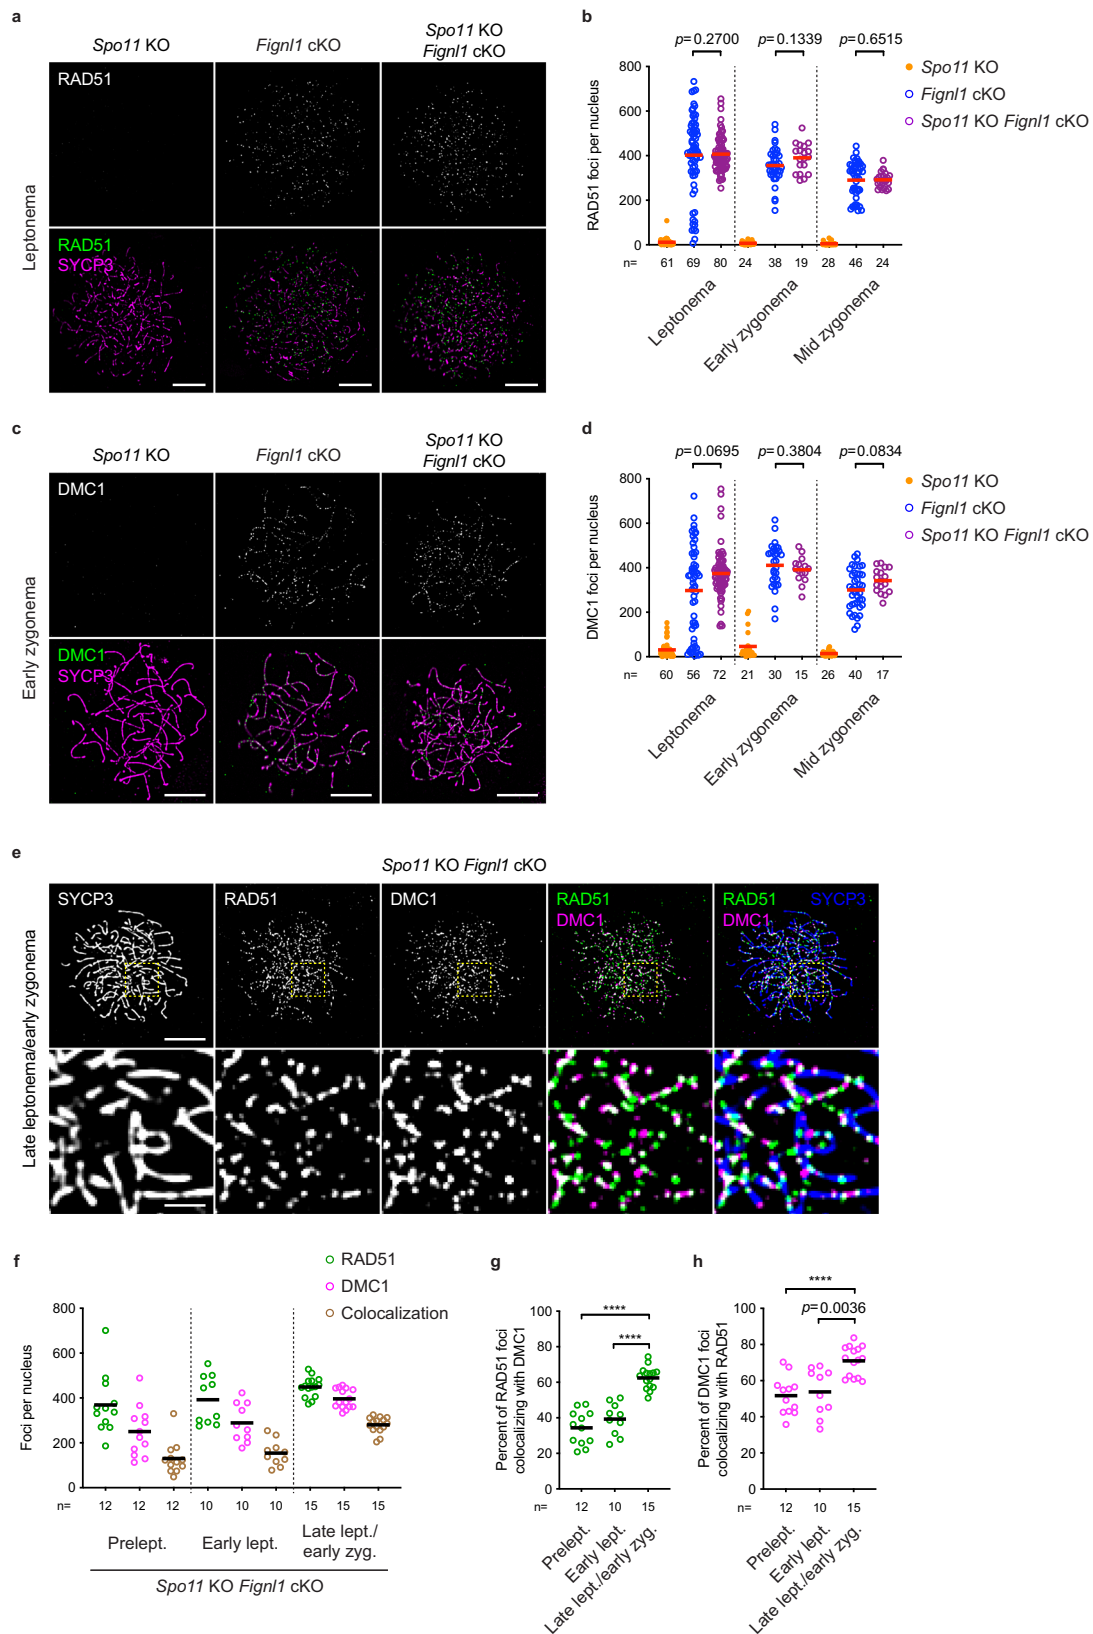 a
Spo11 KO
Fignl1 cKO
Spo11 KO
Fignl1 cKO
Leptonema
RAD51
RAD51
SYCP3
b
p=0.2700
p=0.1339
p=0.6515
Spo11 KO
Fignl1 cKO
Spo11 KO Fignl1 cKO
RAD51 foci per nucleus
800
600
400
200
0
n= 61 69 80 24 38 19 28 46 24
Leptonema
Early zygonema
Mid zygonema
c
Spo11 KO
Fignl1 cKO
Spo11 KO
Fignl1 cKO
Early zygonema
DMC1
DMC1
SYCP3
d
p=0.0695
p=0.3804
p=0.0834
Spo11 KO
Fignl1 cKO
Spo11 KO Fignl1 cKO
DMC1 foci per nucleus
800
600
400
200
0
n= 60 56 72 21 30 15 26 40 17
Leptonema
Early zygonema
Mid zygonema
e
Spo11 KO Fignl1 cKO
Late leptonema/early zygonema
SYCP3
RAD51
DMC1
RAD51
DMC1
RAD51 SYCP3
DMC1
f
RAD51
DMC1
Colocalization
Foci per nucleus
800
600
400
200
0
n= 12 12 12 10 10 10 15 15 15
Prelept.
Early lept.
Late lept./
early zyg.
Spo11 KO Fignl1 cKO
g
****
****
Percent of RAD51 foci
colocalizing with DMC1
100
80
60
40
20
0
12 10 15
Prelept.
Early lept.
Late lept./early zyg.
h
****
p=0.0036
Percent of DMC1 foci
colocalizing with RAD51
100
80
60
40
20
0
n= 12 10 15
Prelept.
Early lept.
Late lept./early zyg.